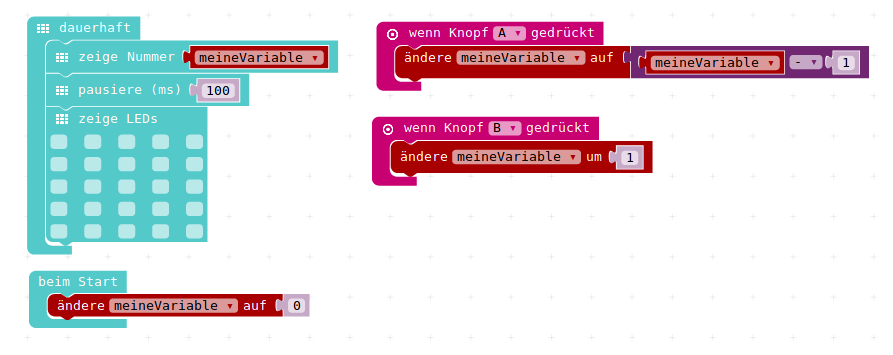 dauerhaft
zeige Nummer meineVariable
pausiere (ms) 100
zeige LEDs
beim Start
ändere meineVariable auf 0
wenn Knopf A gedrückt
ändere meineVariable auf meineVariable - 1
wenn Knopf B gedrückt
ändere meineVariable um 1